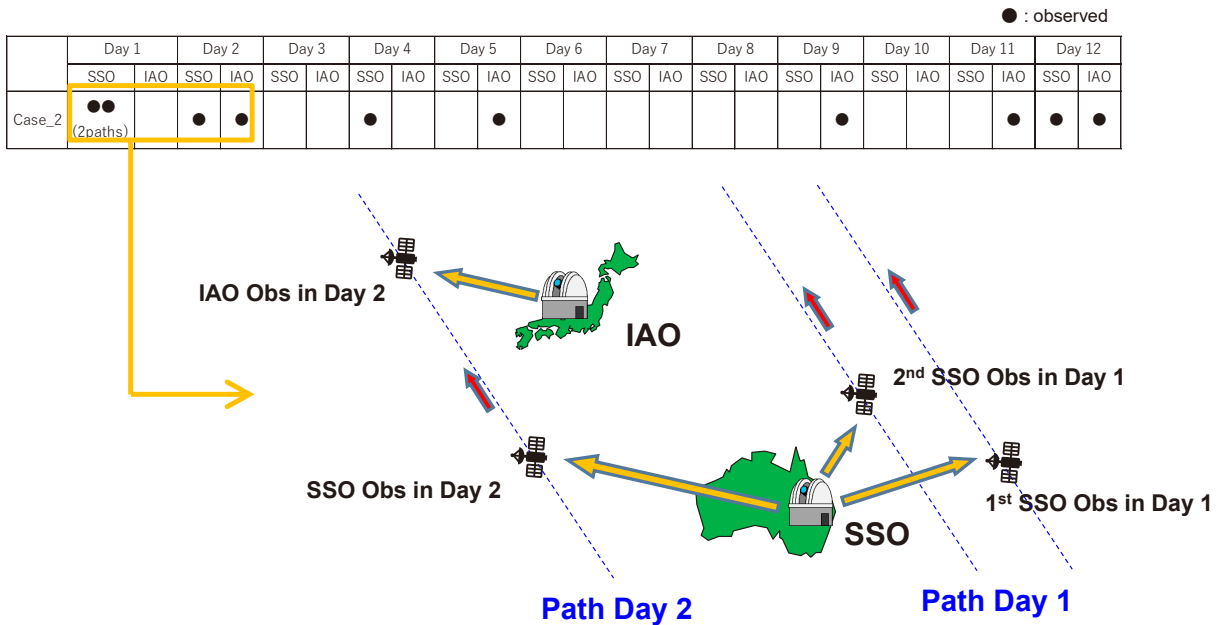 ● : observed
Day 1 Day 2 Day 3 Day 4 Day 5 Day 6 Day 7 Day 8 Day 9 Day 10 Day 11 Day 12
SSO IAO SSO IAO SSO IAO SSO IAO SSO IAO SSO IAO SSO IAO SSO IAO SSO IAO SSO IAO SSO IAO SSO IAO
Case_2 ●● ● ● ● ● ● ● ● ●
(2paths)
IAO Obs in Day 2
IAO
2nd SSO Obs in Day 1
SSO Obs in Day 2
1st SSO Obs in Day 1
SSO
Path Day 2
Path Day 1